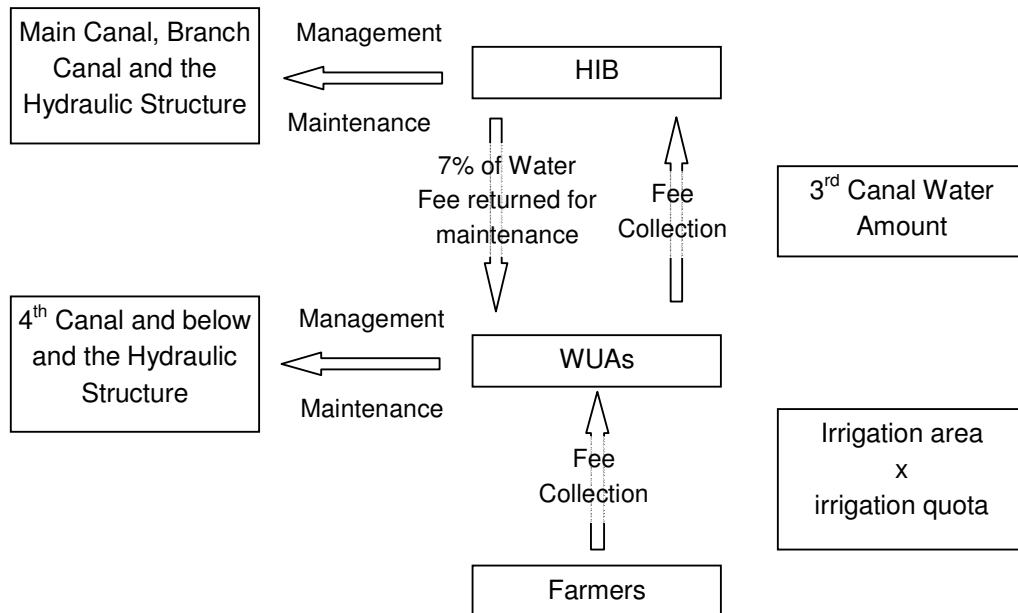 Main Canal, Branch
Canal and the
Hydraulic Structure
Management
Maintenance
HIB
7% of Water
Fee returned for
maintenance
Fee
Collection
3rd Canal Water
Amount
4th Canal and below
and the Hydraulic
Structure
Management
Maintenance
WUAs
Fee
Collection
Irrigation area
x
irrigation quota
Farmers